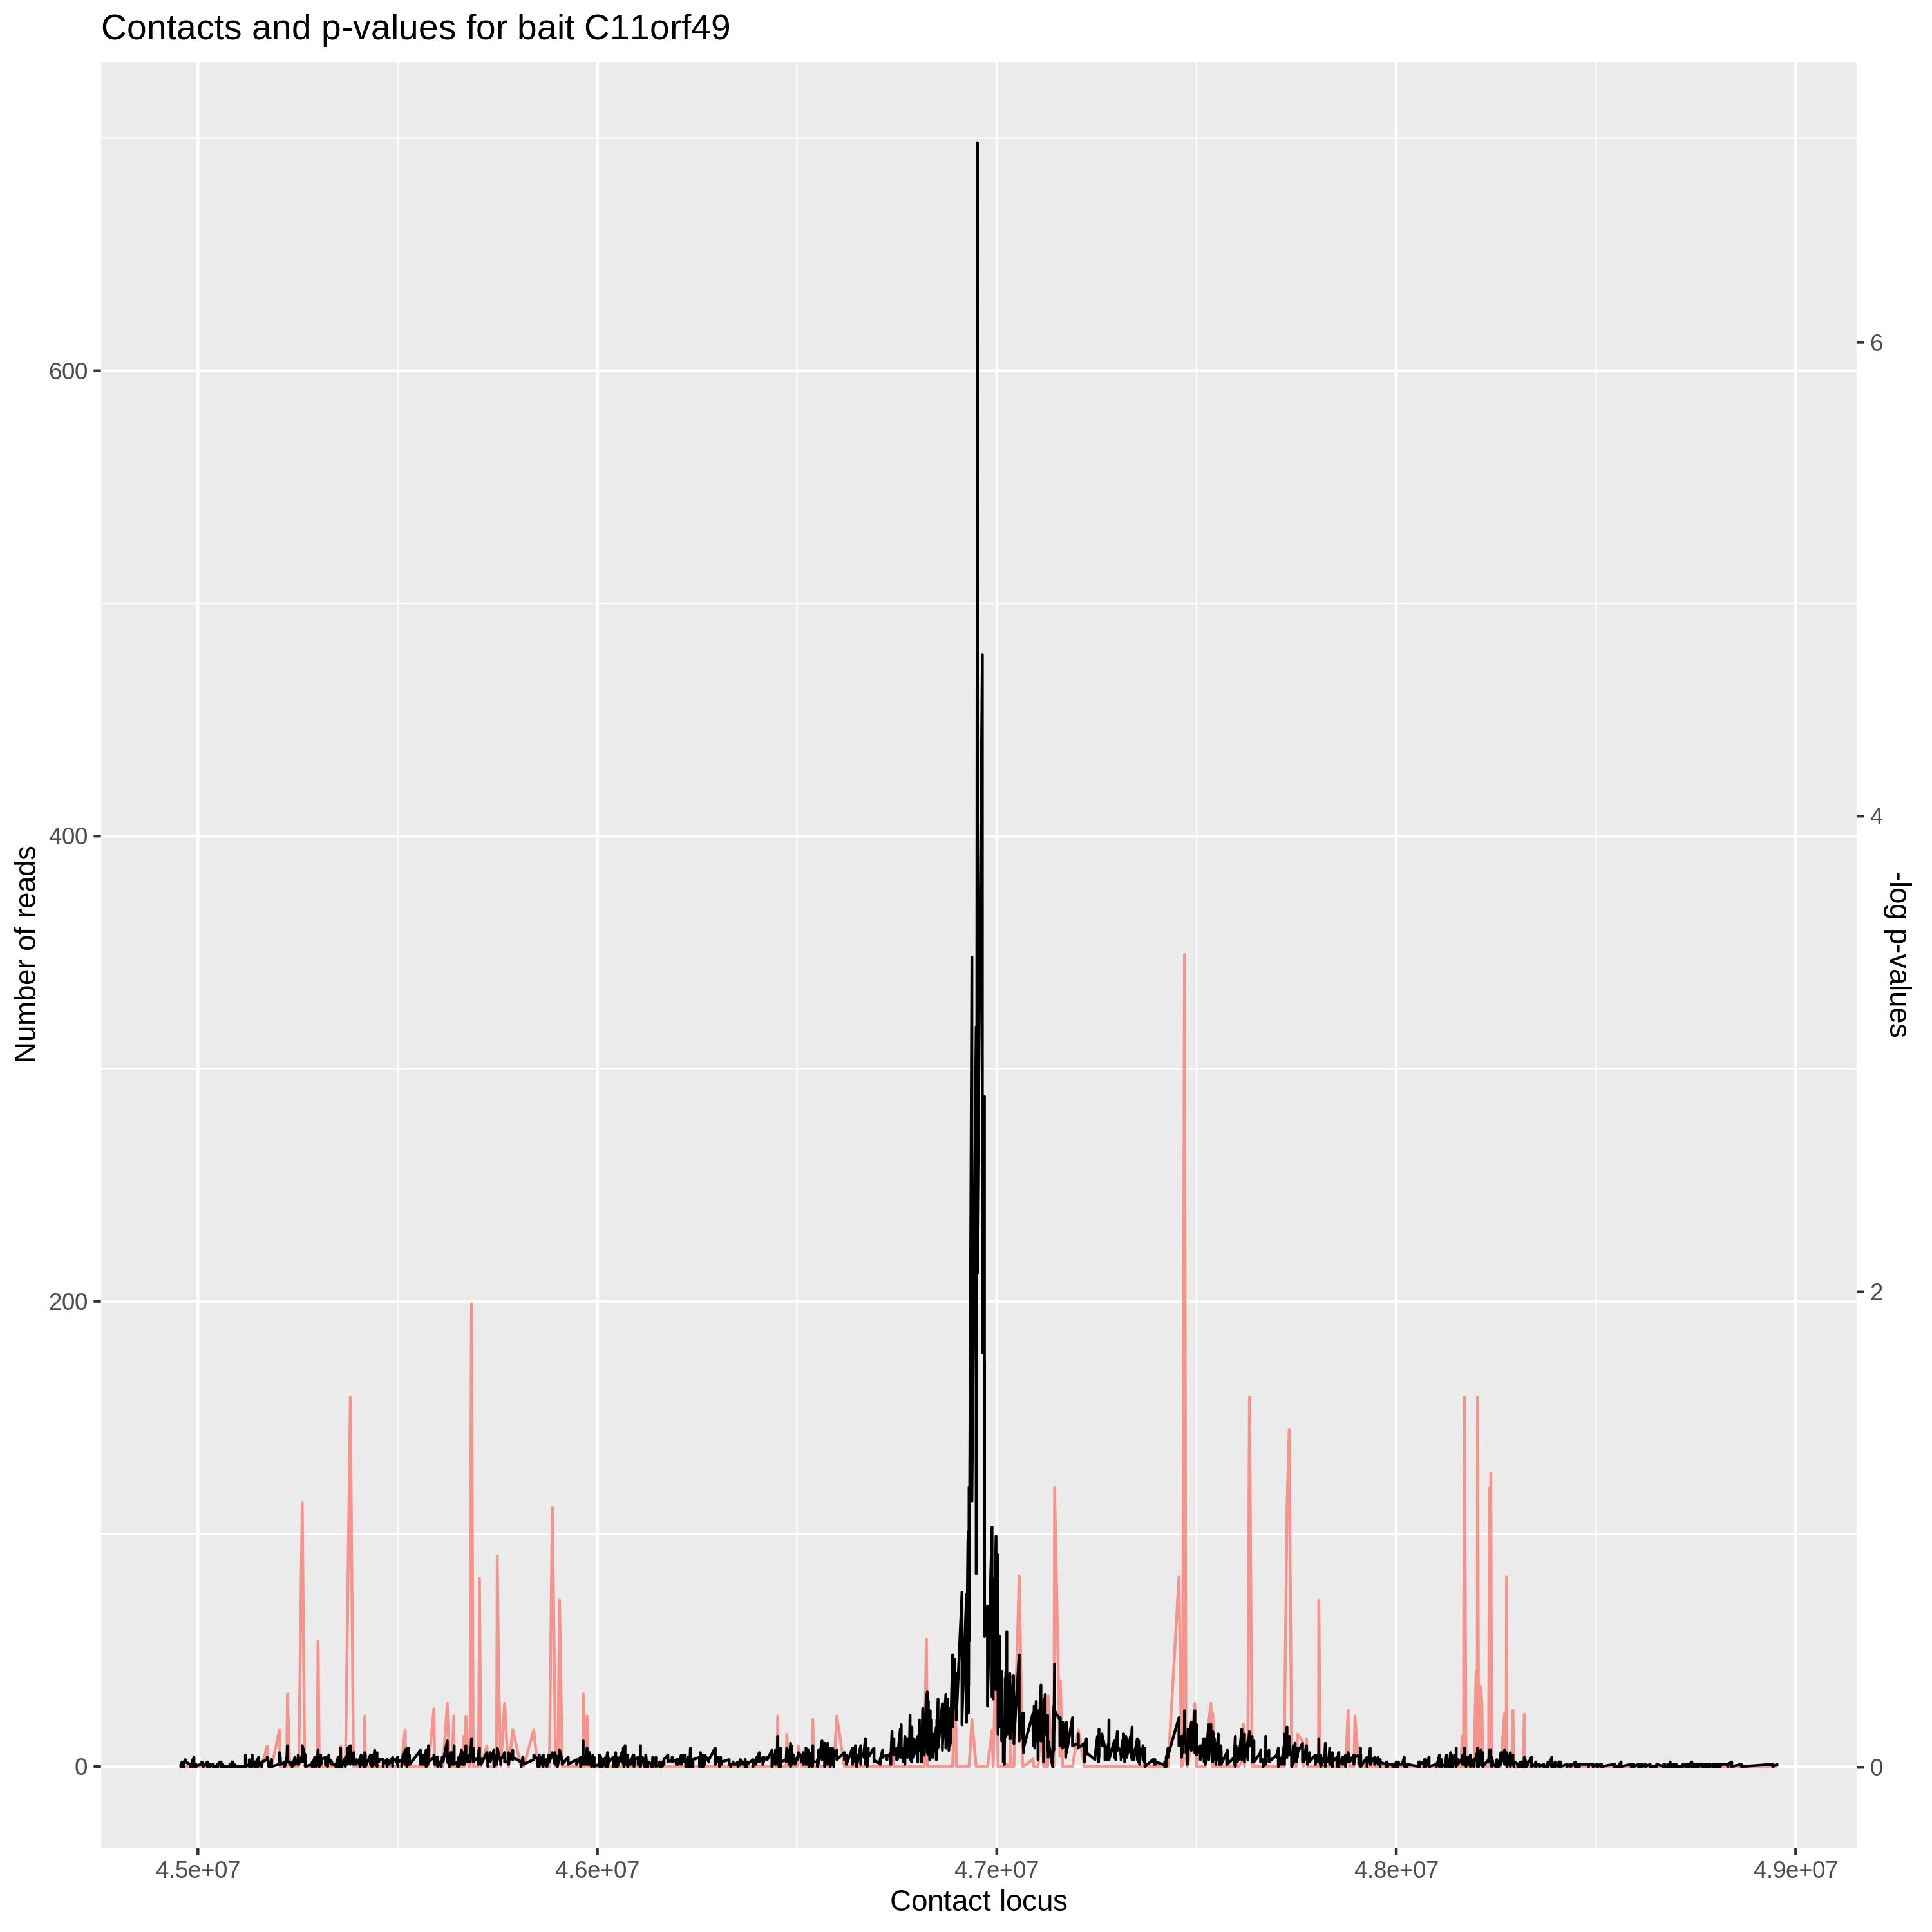 Contacts and p-values for bait C11orf49
Number of reads
600
400
200
0
6
4
2
0
-log p-values
4.5e+07 4.6e+07 4.7e+07 4.8e+07 4.9e+07
Contact locus